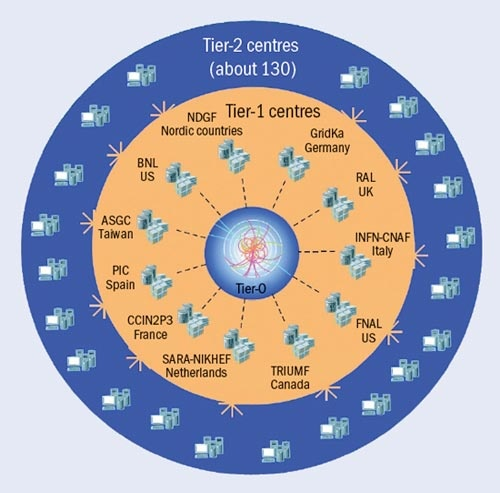 Tier-2 centres
(about 130)
Tier-1 centres
NDGF
Nordic countries
GridKa
Germany
BNL
US
RAL
UK
ASGC
Taiwan
INFN-CNAF
Italy
PIC
Spain
Tier-0
CCIN2P3
France
FNAL
US
SARA-NIKHEF
Netherlands
TRIUMF
Canada